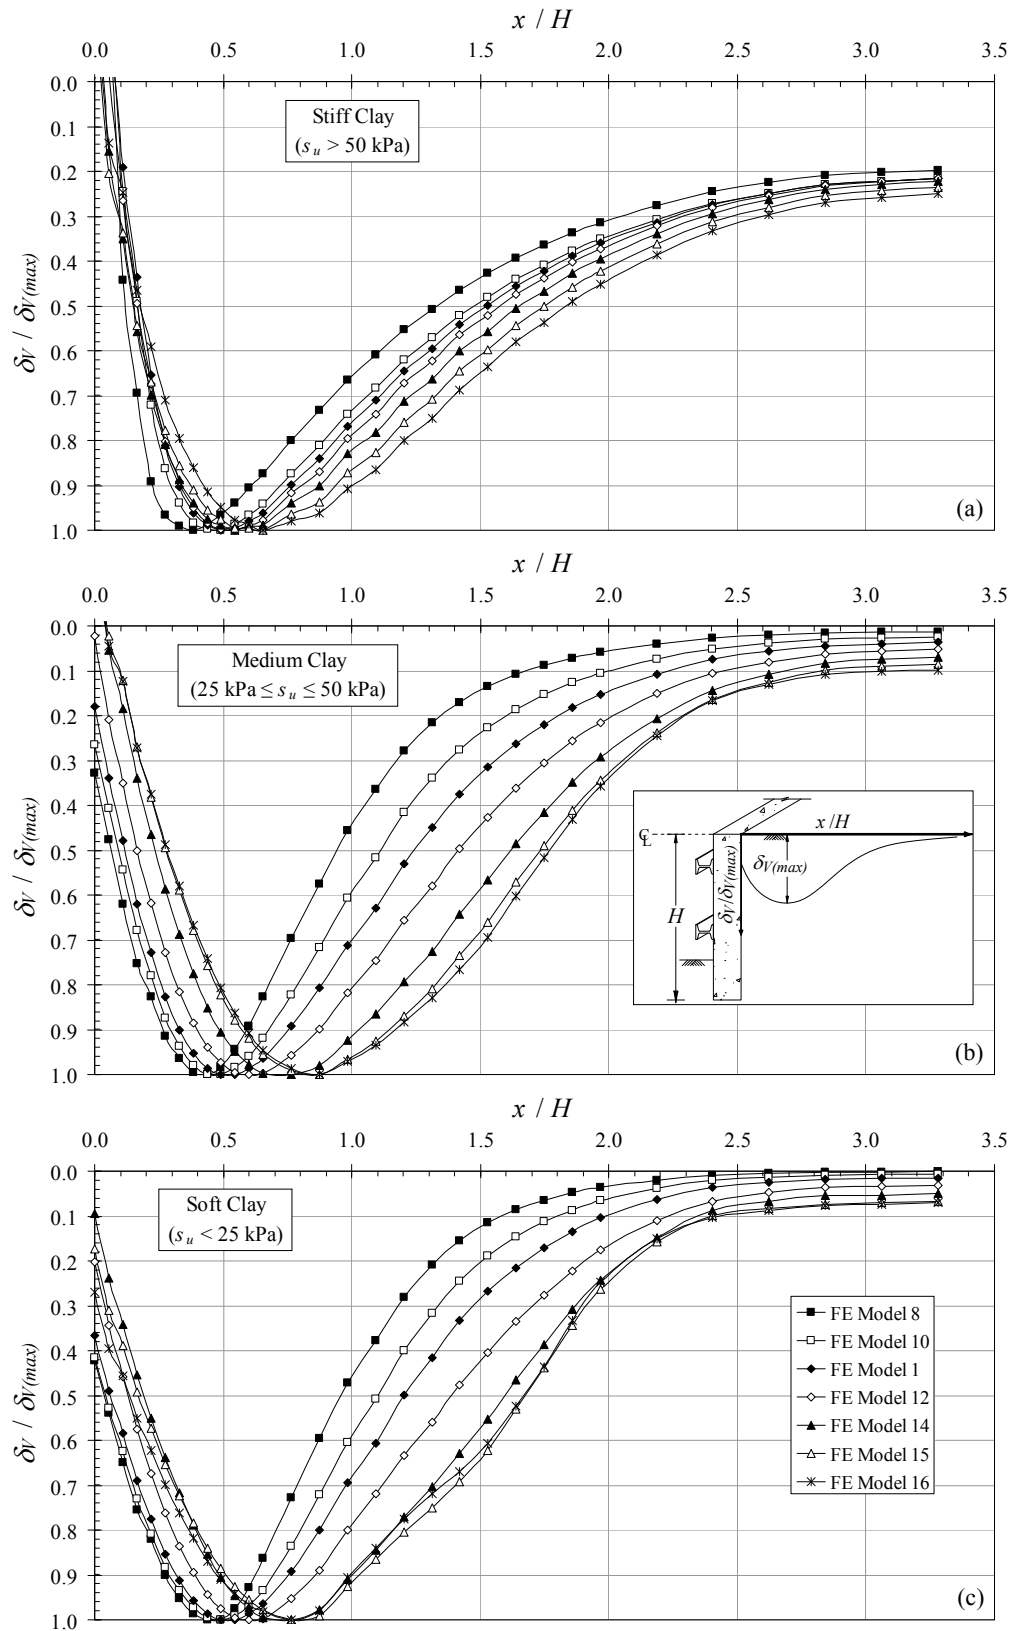 x / H
0.0 0.5 1.0 1.5 2.0 2.5 3.0 3.5
0.0
0.1
0.2
0.3
0.4
0.5
0.6
0.7
0.8
0.9
1.0
δV / δV(max)
Stiff Clay
(su > 50 kPa)
(a)
x / H
0.0 0.5 1.0 1.5 2.0 2.5 3.0 3.5
0.0
0.1
0.2
0.3
0.4
0.5
0.6
0.7
0.8
0.9
1.0
δV / δV(max)
Medium Clay
(25 kPa ≤ su ≤ 50 kPa)
℄
x/H
δV(max)
δV/δV(max)
H
(b)
x / H
0.0 0.5 1.0 1.5 2.0 2.5 3.0 3.5
0.0
0.1
0.2
0.3
0.4
0.5
0.6
0.7
0.8
0.9
1.0
δV / δV(max)
Soft Clay
(su < 25 kPa)
FE Model 8
FE Model 10
FE Model 1
FE Model 12
FE Model 14
FE Model 15
FE Model 16
(c)